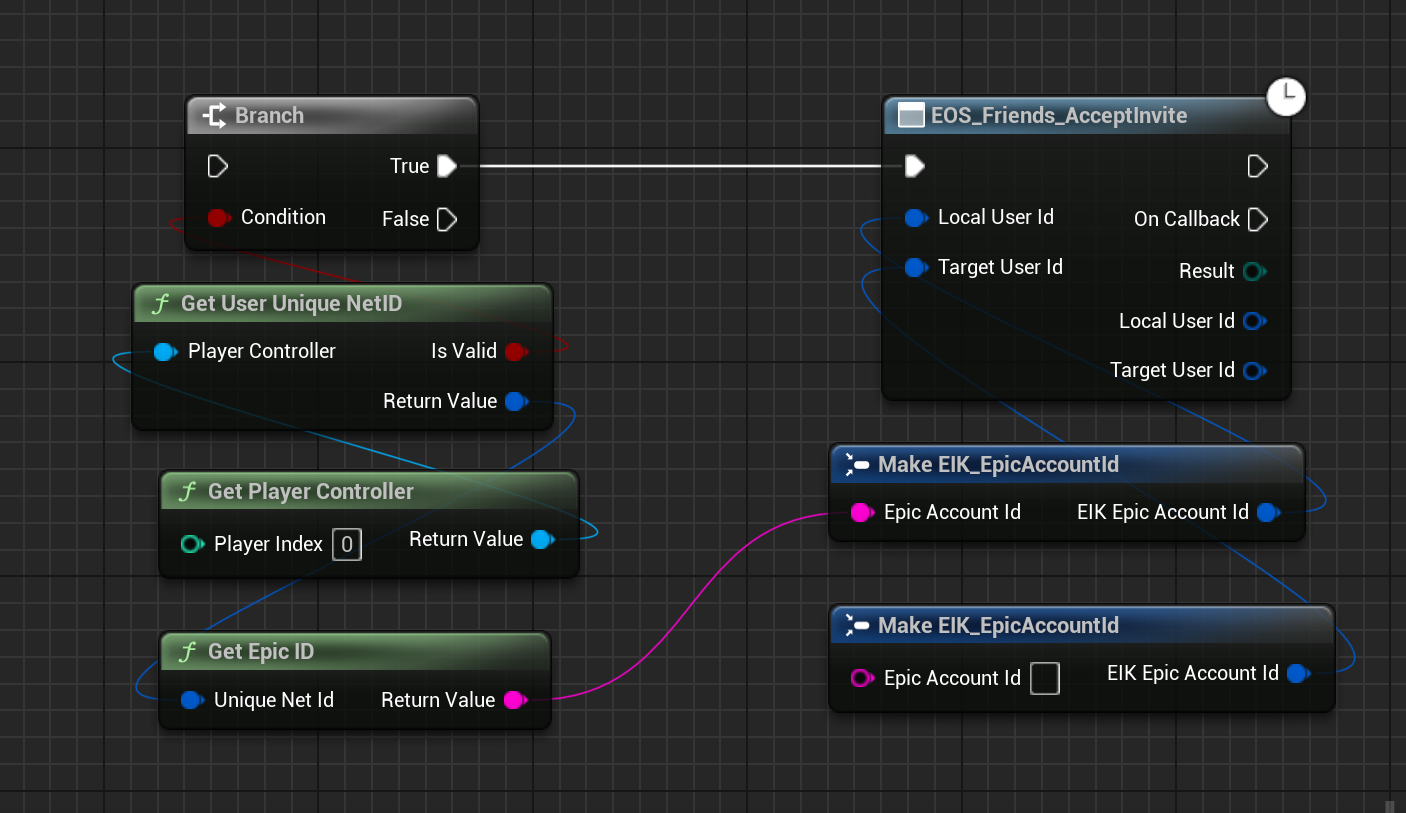 Branch
True
Condition
False
Get User Unique NetID
Player Controller
Is Valid
Return Value
Get Player Controller
Player Index
0
Return Value
Get Epic ID
Unique Net Id
Return Value
EOS_Friends_AcceptInvite
Local User Id
On Callback
Target User Id
Result
Local User Id
Target User Id
Make EIK_EpicAccountId
Epic Account Id
EIK Epic Account Id
Make EIK_EpicAccountId
Epic Account Id
EIK Epic Account Id